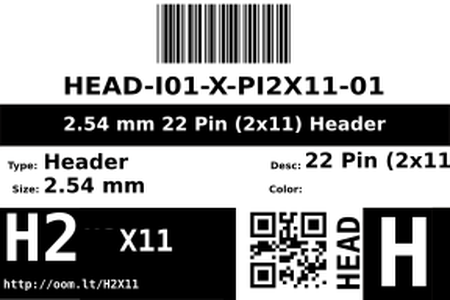 HEAD-I01-X-PI2X11-01
2.54 mm 22 Pin (2x11) Header
Type: Header
Desc: 22 Pin (2x11
Size: 2.54 mm
Color:
H2 X11
HEAD
H
http://oom.lt/H2X11